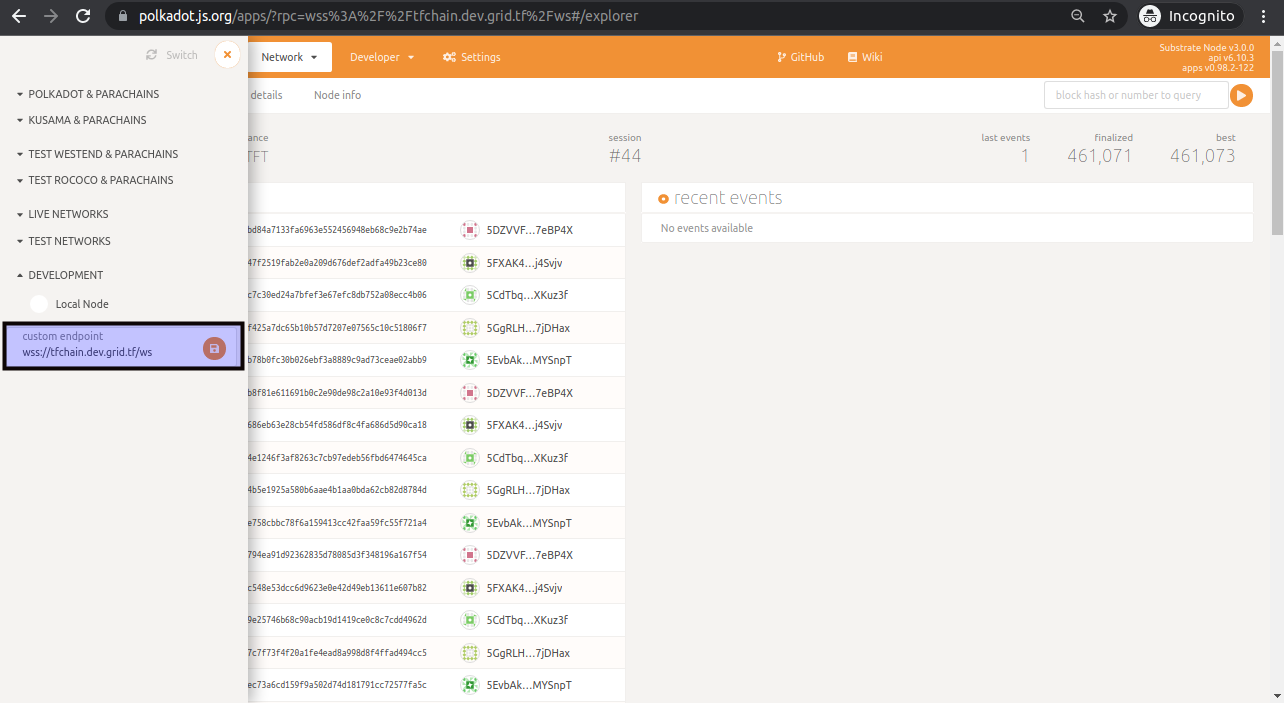 polkadot.js.org/apps/?rpc=wss%3A%2F%2Ftfchain.dev.grid.tf%2Fws#/explorer
Incognito
Switch
Network
Developer
Settings
GitHub
Wiki
Substrate Node v3.0.0
api v6.10.3
apps v0.98.2-122
details
Node info
block hash or number to query
POLKADOT & PARACHAINS
KUSAMA & PARACHAINS
TEST WESTEND & PARACHAINS
TEST ROCOCO & PARACHAINS
LIVE NETWORKS
TEST NETWORKS
DEVELOPMENT
Local Node
custom endpoint
wss://tfchain.dev.grid.tf/ws
ance
TFT
session
#44
last events
1
finalized
461,071
best
461,073
recent events
No events available
bd84a7133fa6963e552456948eb68c9e2b74ae 5DZVVF...7eBP4X
47f2519fab2e0a209d676def2adfa49b23ce80 5FXAK4...j4Svjv
c7c30ed24a7bfef3e67efc8db752a08ecc4b06 5CdTbq...XKuz3f
f425a7dc65b10b57d7207e07565c10c51806f7 5GgRLH...7jDHax
b78b0fc30b026ebf3a8889c9ad73ceae02abb9 5EvbAk...MYSnpT
b8f81e611691b0c2e90de98c2a10e93f4d013d 5DZVVF...7eBP4X
686eb63e28cb54fd586df8c4fa686d5d90ca18 5FXAK4...j4Svjv
4e1246f3af8263c7cb97edeb56fbd6474645ca 5CdTbq...XKuz3f
4b5e1925a580b6aae4b1aa0bda62cb82d8784d 5GgRLH...7jDHax
e758cbbc78f6a159413cc42faa59fc55f721a4 5EvbAk...MYSnpT
794ea91d92362835d78085d3f348196a167f54 5DZVVF...7eBP4X
c548e53dcc6d9623e0e42d49eb13611e607b82 5FXAK4...j4Svjv
9e25746b68c90acb19d1419ce0c8c7cdd4962d 5CdTbq...XKuz3f
7c7f73f4f20a1fe4ead8a998d8f4ffad494cc5 5GgRLH...7jDHax
ec73a6cd159f9a502d74d181791cc72577fa5c 5EvbAk...MYSnpT